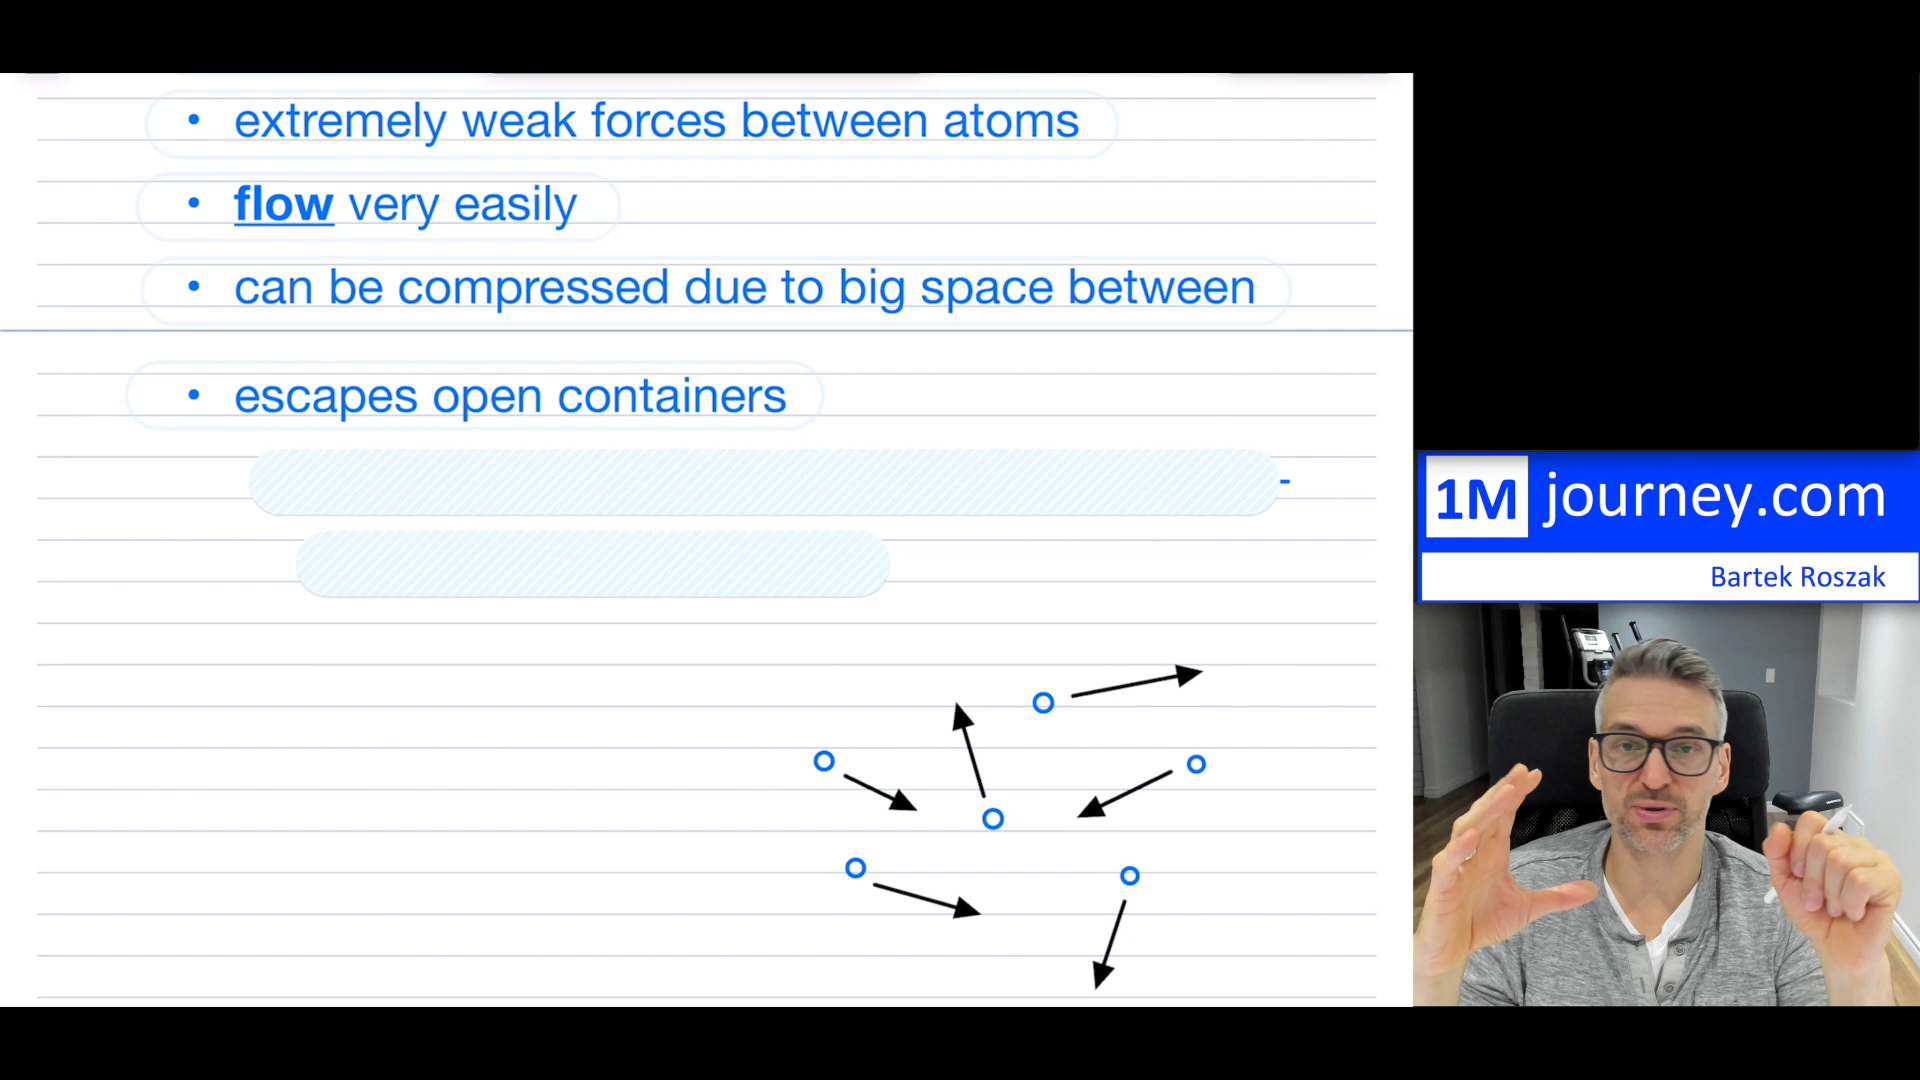 • extremely weak forces between atoms
• flow very easily
• can be compressed due to big space between
• escapes open containers
-
1M journey.com
Bartek Roszak